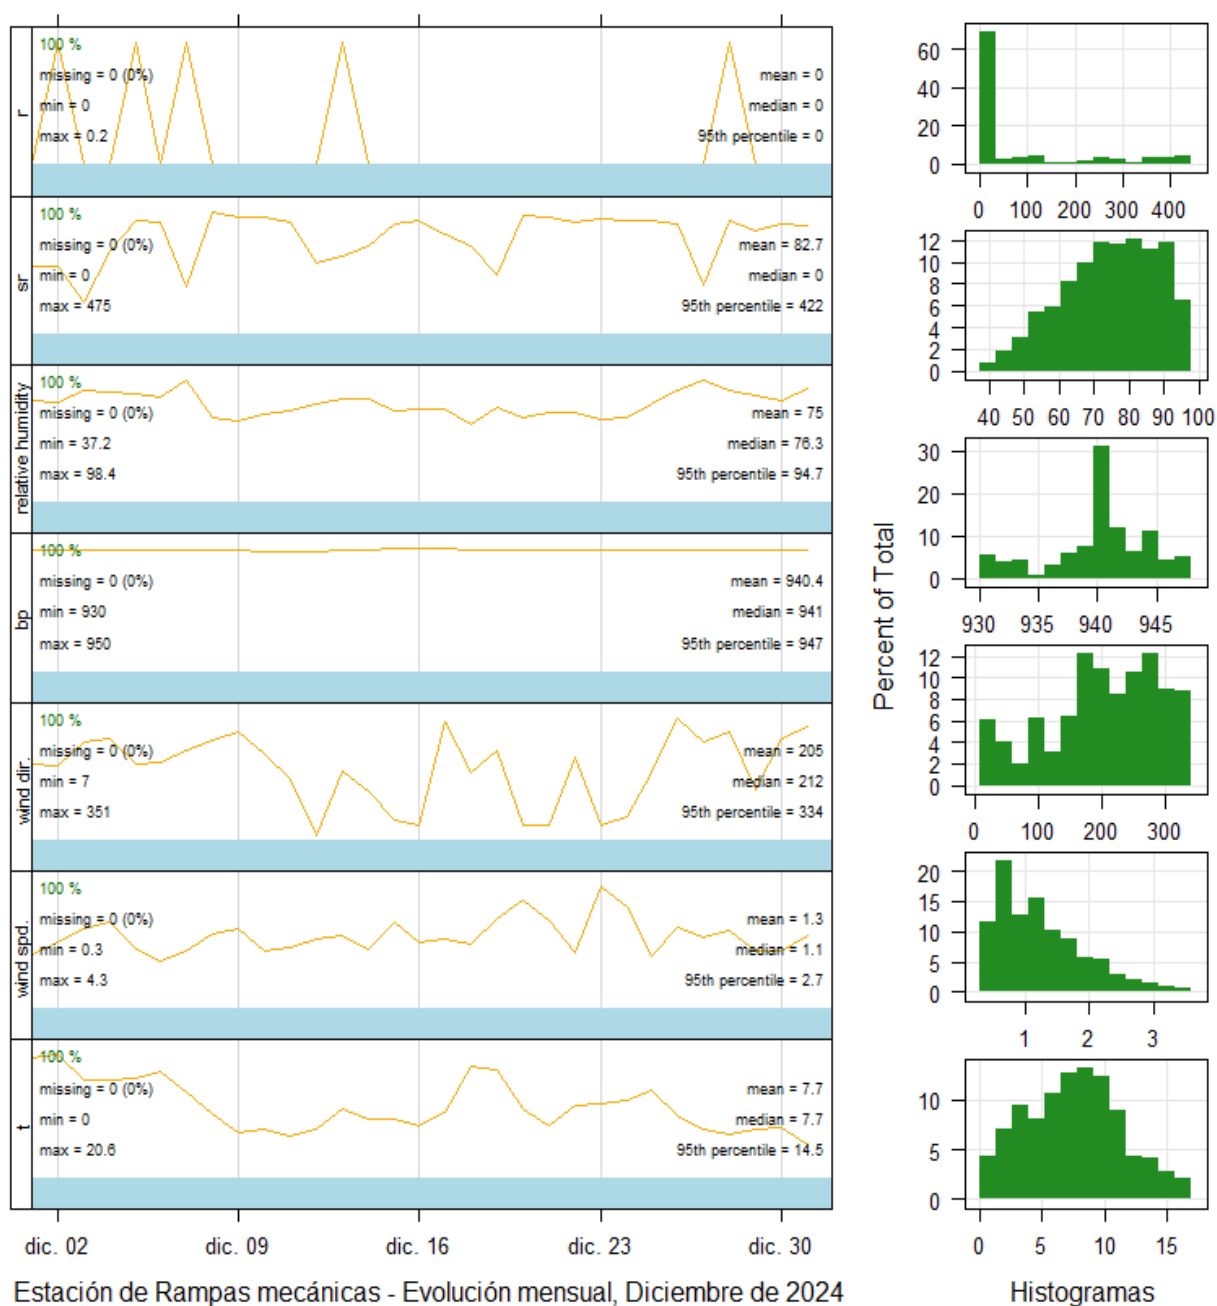 r
100 %
missing = 0 (0%)
min = 0
max = 0.2
mean = 0
median = 0
95th percentile = 0
sr
100 %
missing = 0 (0%)
min = 0
max = 475
mean = 82.7
median = 0
95th percentile = 422
relative humidity
100 %
missing = 0 (0%)
min = 37.2
max = 98.4
mean = 75
median = 76.3
95th percentile = 94.7
bp
100 %
missing = 0 (0%)
min = 930
max = 950
mean = 940.4
median = 941
95th percentile = 947
wind dir.
100 %
missing = 0 (0%)
min = 7
max = 351
mean = 205
median = 212
95th percentile = 334
wind spd.
100 %
missing = 0 (0%)
min = 0.3
max = 4.3
mean = 1.3
median = 1.1
95th percentile = 2.7
t
100 %
missing = 0 (0%)
min = 0
max = 20.6
mean = 7.7
median = 7.7
95th percentile = 14.5
dic. 02 dic. 09 dic. 16 dic. 23 dic. 30
Estación de Rampas mecánicas - Evolución mensual, Diciembre de 2024
Percent of Total
60
40
20
0
0 100 200 300 400
12
10
8
6
4
2
0
40 50 60 70 80 90 100
30
20
10
0
930 935 940 945
12
10
8
6
4
2
0
0 100 200 300
20
15
10
5
0
1 2 3
10
5
0
0 5 10 15
Histogramas